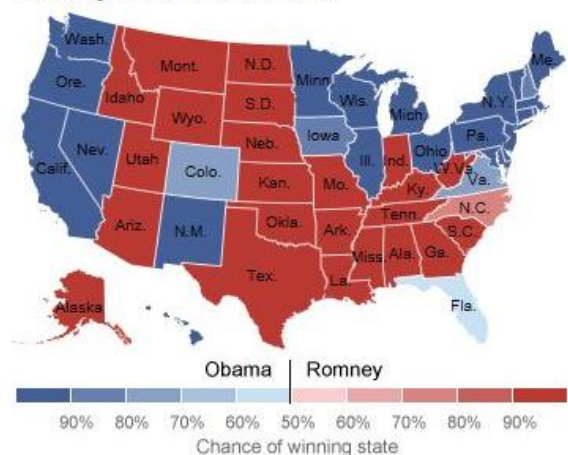 Wash.
Me.
Mont.
N.D.
Minn
Ore.
Idaho
S.D.
Wis.
Mich
N.Y.
Wyo.
Iowa
Pa.
Nev.
Neb.
Ill.
Ind.
Ohio
Calif.
Utah
Colo.
Kan.
Mo.
Ky.
W.Va.
Va.
Ariz.
N.M.
Okla.
Ark.
Tenn.
N.C.
S.C
Miss.
Ala.
Ga.
Tex.
La.
Alaska
Fla.
Obama | Romney
90% 80% 70% 60% 50% 60% 70% 80% 90%
Chance of winning state